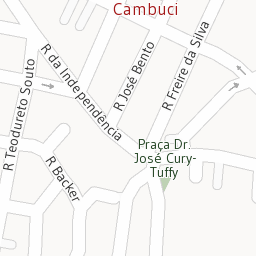 Cambuci
R da Independência
R José Bento
R Freire da Silva
R Teodureto Souto
R Backer
Praça Dr.
José Cury-
Tuffy